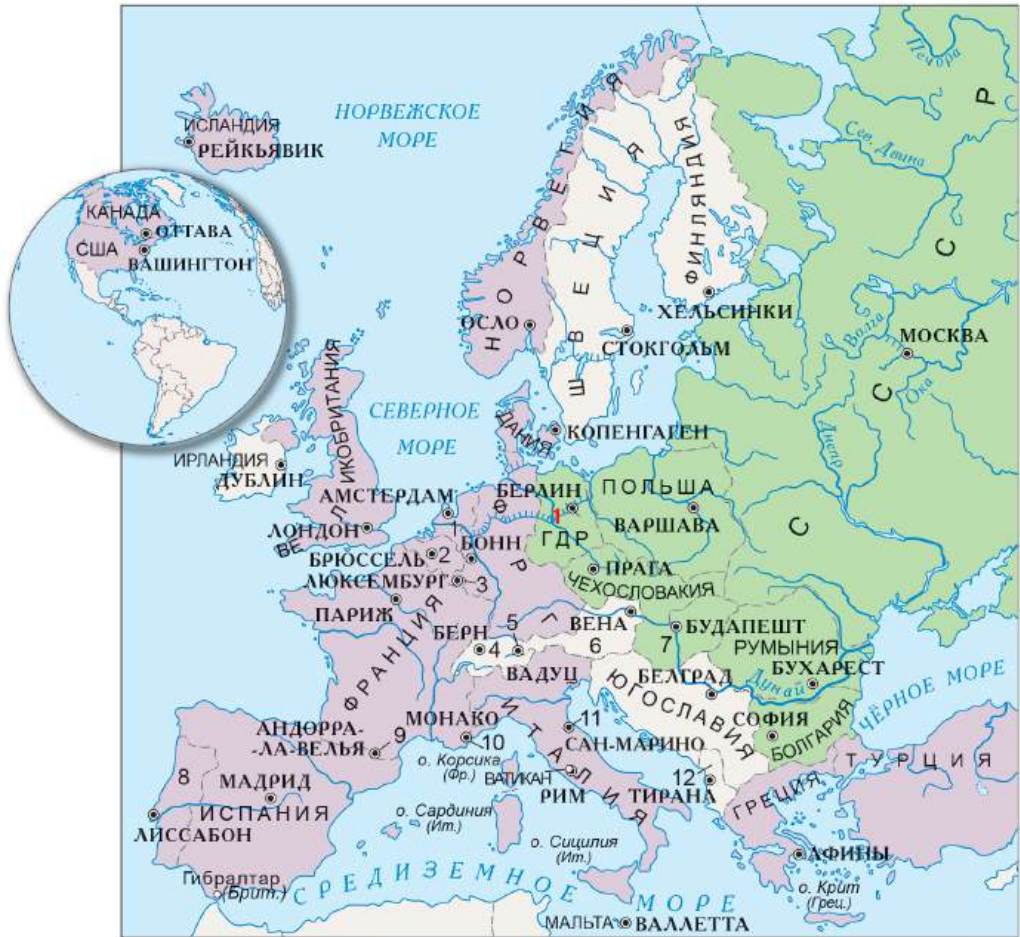 Печора
НОРВЕЖСКОЕ
МОРЕ
ИСЛАНДИЯ
РЕЙКЬЯВИК
Сев. Двина
КАНАДА
ОТТАВА
США
ВАШИНГТОН
НОРВЕГИЯ
ШВЕЦИЯ
ФИНЛЯНДИЯ
СССР
ОСЛО
ХЕЛЬСИНКИ
СТОКГОЛЬМ
Волга
МОСКВА
Ока
Днепр
СЕВЕРНОЕ
МОРЕ
ДАНИЯ
КОПЕНГАГЕН
ВЕЛИКОБРИТАНИЯ
ИРЛАНДИЯ
ДУБЛИН
ЛОНДОН
АМСТЕРДАМ
1
БЕРЛИН
1
ПОЛЬША
ВАРШАВА
ГДР
ФРГ
БОНН
БРЮССЕЛЬ
2
ЛЮКСЕМБУРГ
3
ПРАГА
ЧЕХОСЛОВАКИЯ
ПАРИЖ
ФРАНЦИЯ
БЕРН
4
5
ВАДУЦ
ВЕНА
6
7
БУДАПЕШТ
РУМЫНИЯ
БУХАРЕСТ
Дунай
БЕЛГРАД
ЮГОСЛАВИЯ
СОФИЯ
БОЛГАРИЯ
ЧЁРНОЕ МОРЕ
АНДОРРА-
-ЛА-ВЕЛЬЯ
9
МОНАКО
10
ИТАЛИЯ
11
САН-МАРИНО
о. Корсика
(Фр.)
ВАТИКАН
РИМ
12
ТИРАНА
ГРЕЦИЯ
ТУРЦИЯ
8
МАДРИД
ИСПАНИЯ
ЛИССАБОН
о. Сардиния
(Ит.)
о. Сицилия
(Ит.)
АФИНЫ
о. Крит
(Грец.)
Гибралтар
(Брит.)
СРЕДИЗЕМНОЕ
МОРЕ
МАЛЬТА
ВАЛЛЕТТА